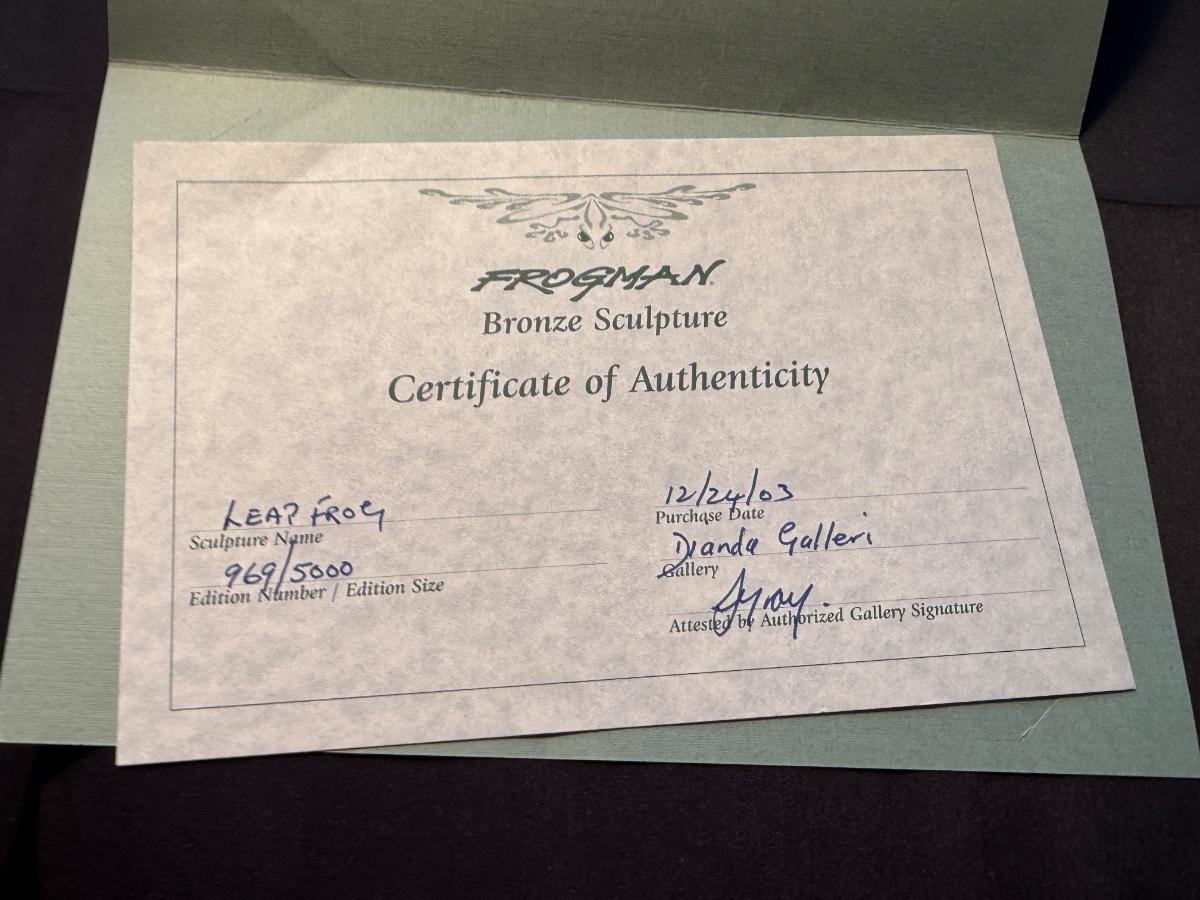 FROGMAN
Bronze Sculpture
Certificate of Authenticity
LEAP FROG
Sculpture Name
969/5000
Edition Number / Edition Size
12/24/03
Purchase Date
Galleri
Gallery
Attested by Authorized Gallery Signature